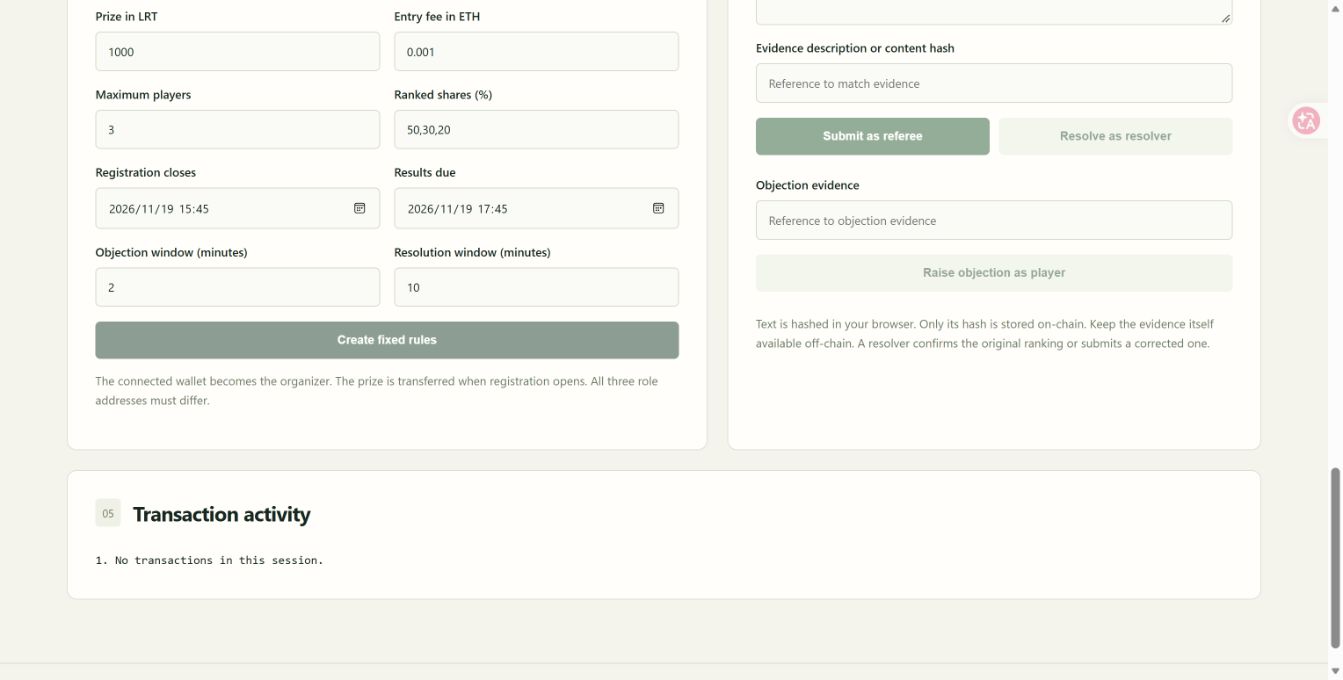 Prize in LRT
1000
Entry fee in ETH
0.001
Maximum players
3
Ranked shares (%)
50,30,20
Registration closes
2026/11/19 15:45
Results due
2026/11/19 17:45
Objection window (minutes)
2
Resolution window (minutes)
10
Create fixed rules
The connected wallet becomes the organizer. The prize is transferred when registration opens. All three role
addresses must differ.
Evidence description or content hash
Reference to match evidence
Submit as referee
Resolve as resolver
Objection evidence
Reference to objection evidence
Raise objection as player
Text is hashed in your browser. Only its hash is stored on-chain. Keep the evidence itself
available off-chain. A resolver confirms the original ranking or submits a corrected one.
05
Transaction activity
1. No transactions in this session.